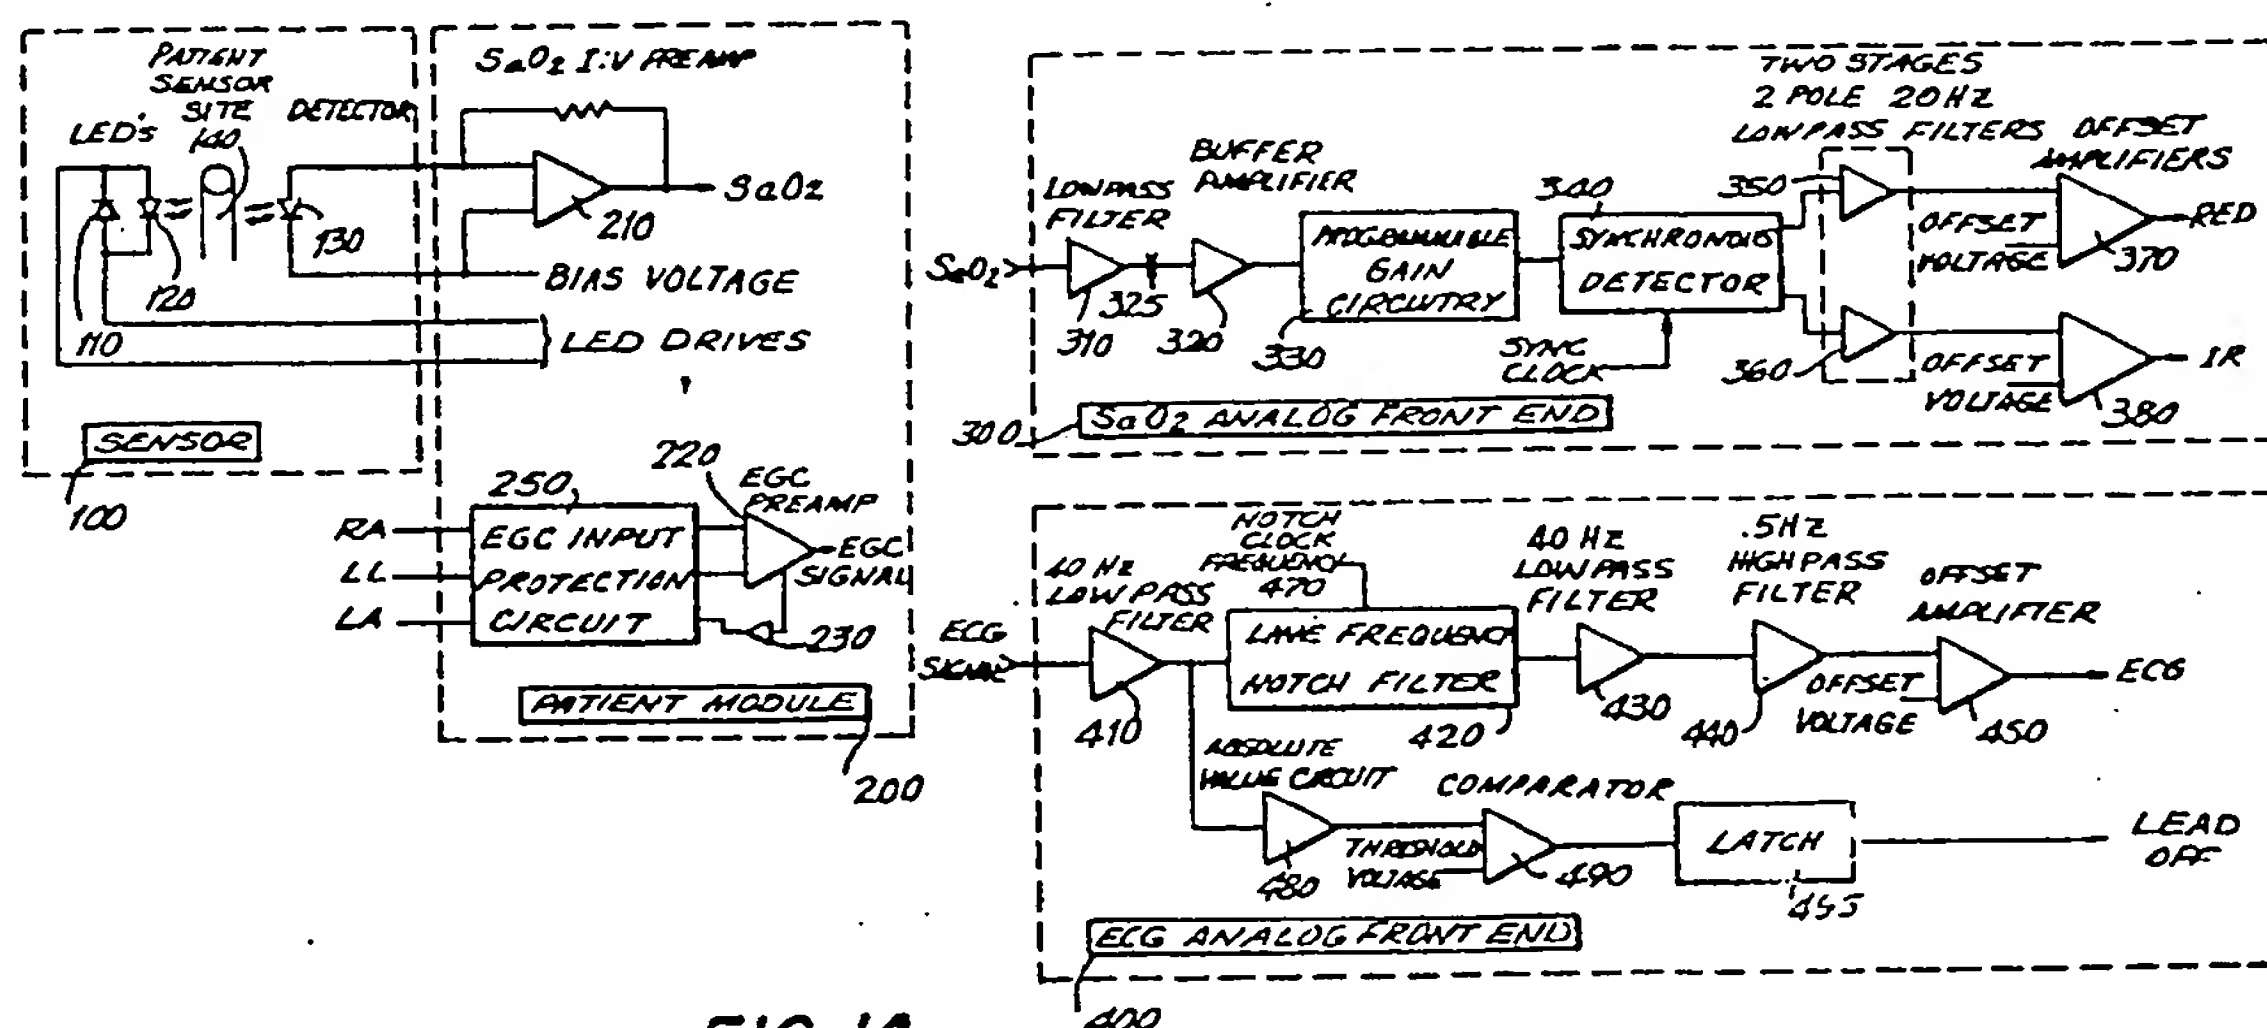 PATIENT
SENSOR
SITE
140
LED's
DETECTOR
130
120
110
SENSOR
100
SaO2 I:V PREAMP
SaO2
210
BIAS VOLTAGE
LED DRIVES
220
EGC
PREAMP
250
RA
LL
LA
EGC INPUT
PROTECTION
CIRCUIT
EGC
SIGNAL
230
PATIENT MODULE
200
TWO STAGES
2 POLE 20HZ
LOWPASS FILTERS
OFFSET
AMPLIFIERS
BUFFER
AMPLIFIER
LOWPASS
FILTER
SaO2
310
325
320
PROGRAMMABLE
GAIN
CIRCUITRY
330
340
SYNCHRONOUS
DETECTOR
SYNC
CLOCK
350
360
OFFSET
VOLTAGE
370
RED
OFFSET
VOLTAGE
380
IR
300
SaO2 ANALOG FRONT END
ECG
SIGNAL
40 HZ
LOW PASS
FILTER
410
NOTCH
CLOCK
FREQUENCY
470
LINE FREQUENCY
NOTCH FILTER
420
40 HZ
LOW PASS
FILTER
430
.5HZ
HIGH PASS
FILTER
440
OFFSET
AMPLIFIER
OFFSET
VOLTAGE
450
ECG
ABSOLUTE
VALUE CIRCUIT
480
COMPARATOR
THRESHOLD
VOLTAGE
490
LATCH
495
LEAD
OFF
ECG ANALOG FRONT END
400